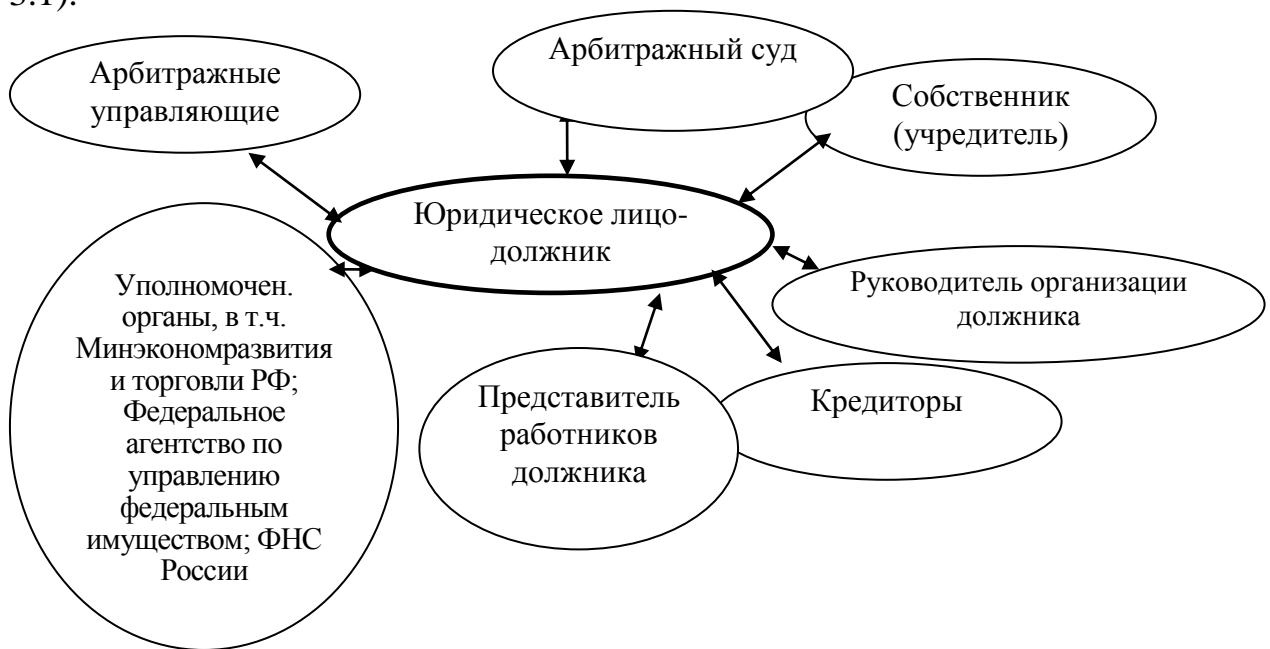 3.1).
Арбитражный суд
Арбитражные
управляющие
Собственник
(учредитель)
Юридическое лицо-
должник
Руководитель организации
должника
Уполномочен.
органы, в т.ч.
Минэкономразвития
и торговли РФ;
Федеральное
агентство по
управлению
федеральным
имуществом; ФНС
России
Представитель
работников
должника
Кредиторы